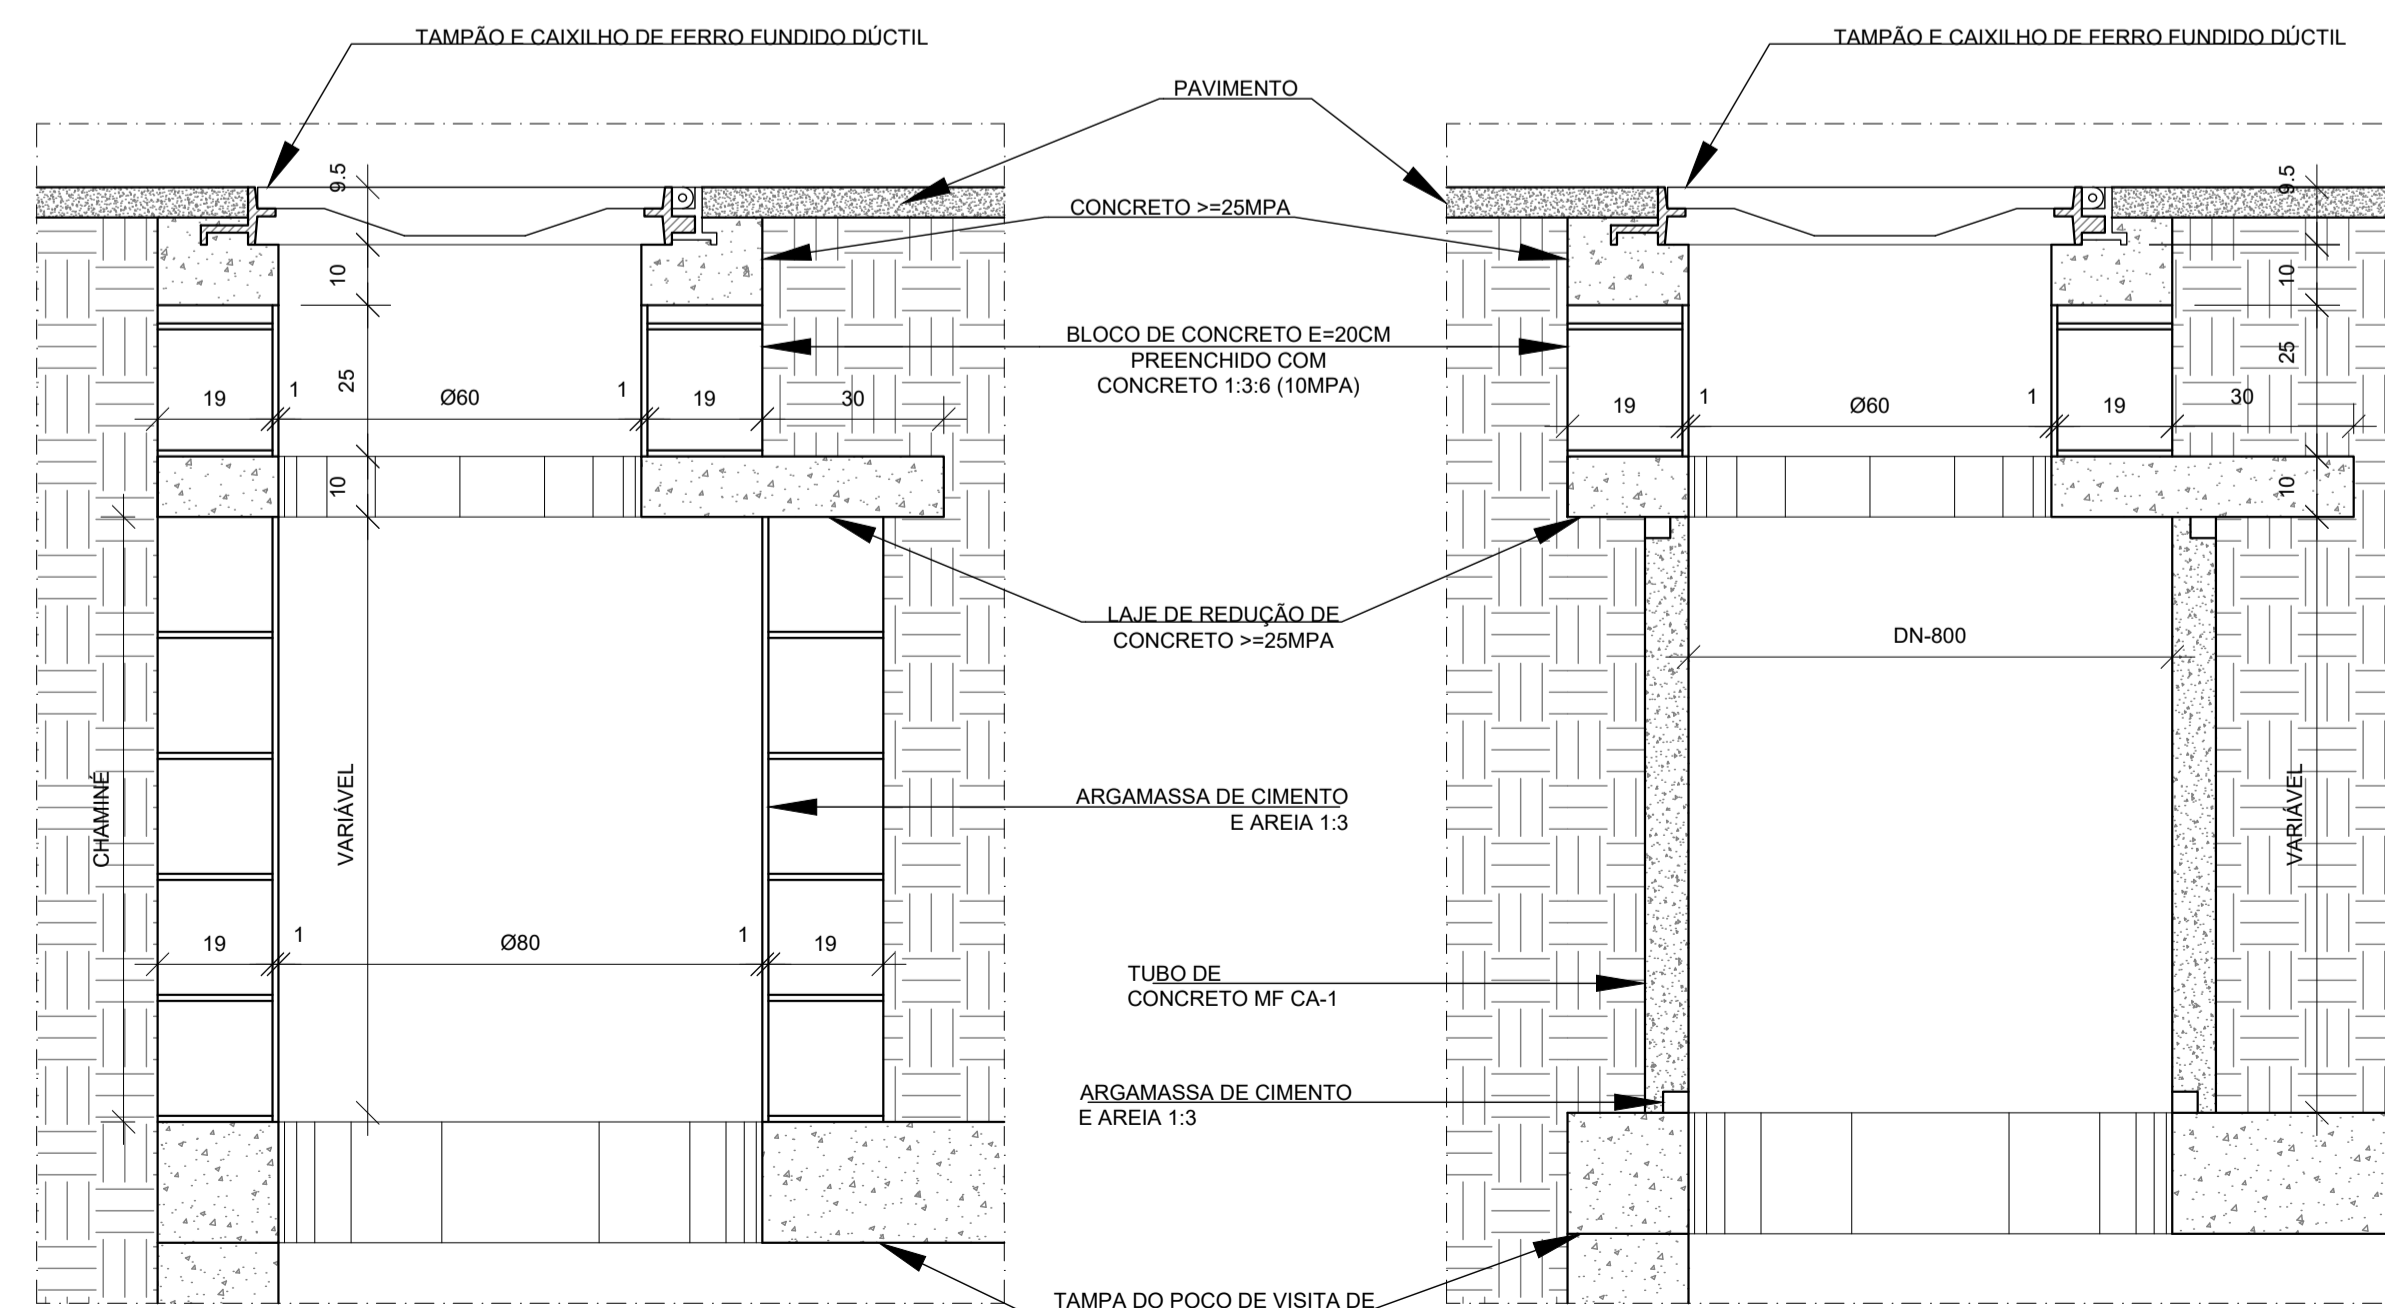 TAMPÃO E CAIXILHO DE FERRO FUNDIDO DÚCTIL
TAMPÃO E CAIXILHO DE FERRO FUNDIDO DÚCTIL
PAVIMENTO
CONCRETO >=25MPA
BLOCO DE CONCRETO E=20CM
PREENCHIDO COM
CONCRETO 1:3:6 (10MPA)
LAJE DE REDUÇÃO DE
CONCRETO >=25MPA
ARGAMASSA DE CIMENTO
E AREIA 1:3
TUBO DE
CONCRETO MF CA-1
ARGAMASSA DE CIMENTO
E AREIA 1:3
TAMPA DO POÇO DE VISITA DE
9.5
10
25
19
1
Ø60
1
19
30
10
CHAMINÉ
VARIÁVEL
19
1
Ø80
1
19
9.5
10
25
19
1
Ø60
1
19
30
10
DN-800
VARIÁVEL